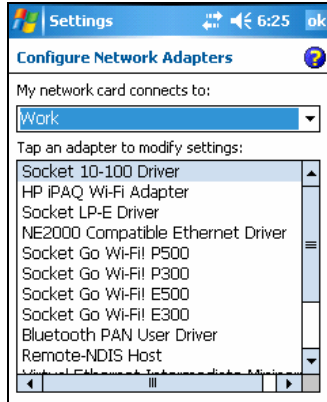 Settings 6:25 ok
Configure Network Adapters
My network card connects to:
Work
Tap an adapter to modify settings:
Socket 10-100 Driver
HP iPAQ Wi-Fi Adapter
Socket LP-E Driver
NE2000 Compatible Ethernet Driver
Socket Go Wi-Fi! P500
Socket Go Wi-Fi! P300
Socket Go Wi-Fi! E500
Socket Go Wi-Fi! E300
Bluetooth PAN User Driver
Remote-NDIS Host
Virtual Ethernet Intermediate